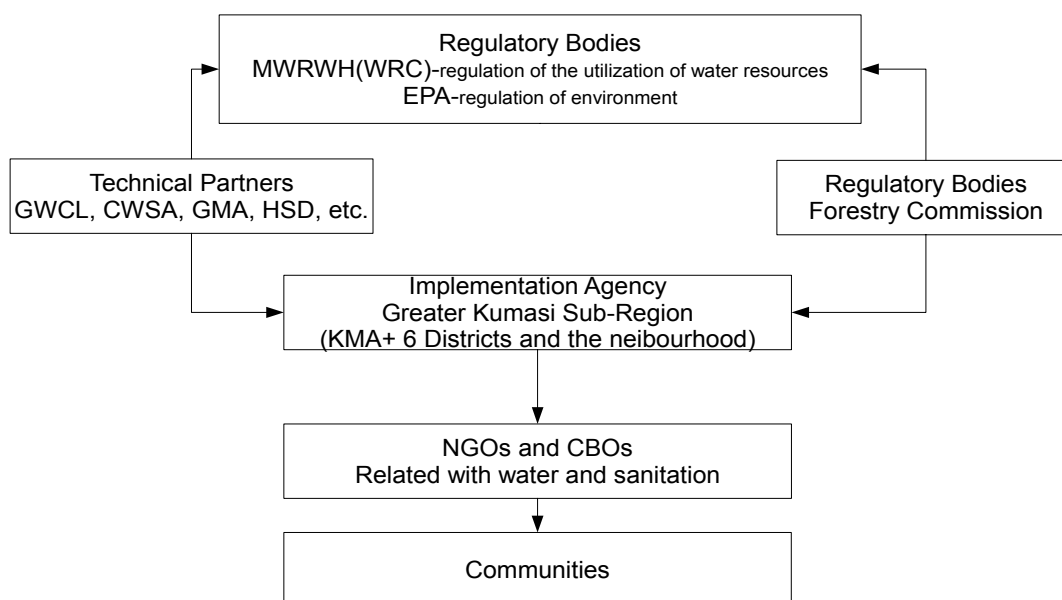 Regulatory Bodies
MWRWH(WRC)-regulation of the utilization of water resources
EPA-regulation of environment
Technical Partners
GWCL, CWSA, GMA, HSD, etc.
Regulatory Bodies
Forestry Commission
Implementation Agency
Greater Kumasi Sub-Region
(KMA+ 6 Districts and the neibourhood)
NGOs and CBOs
Related with water and sanitation
Communities